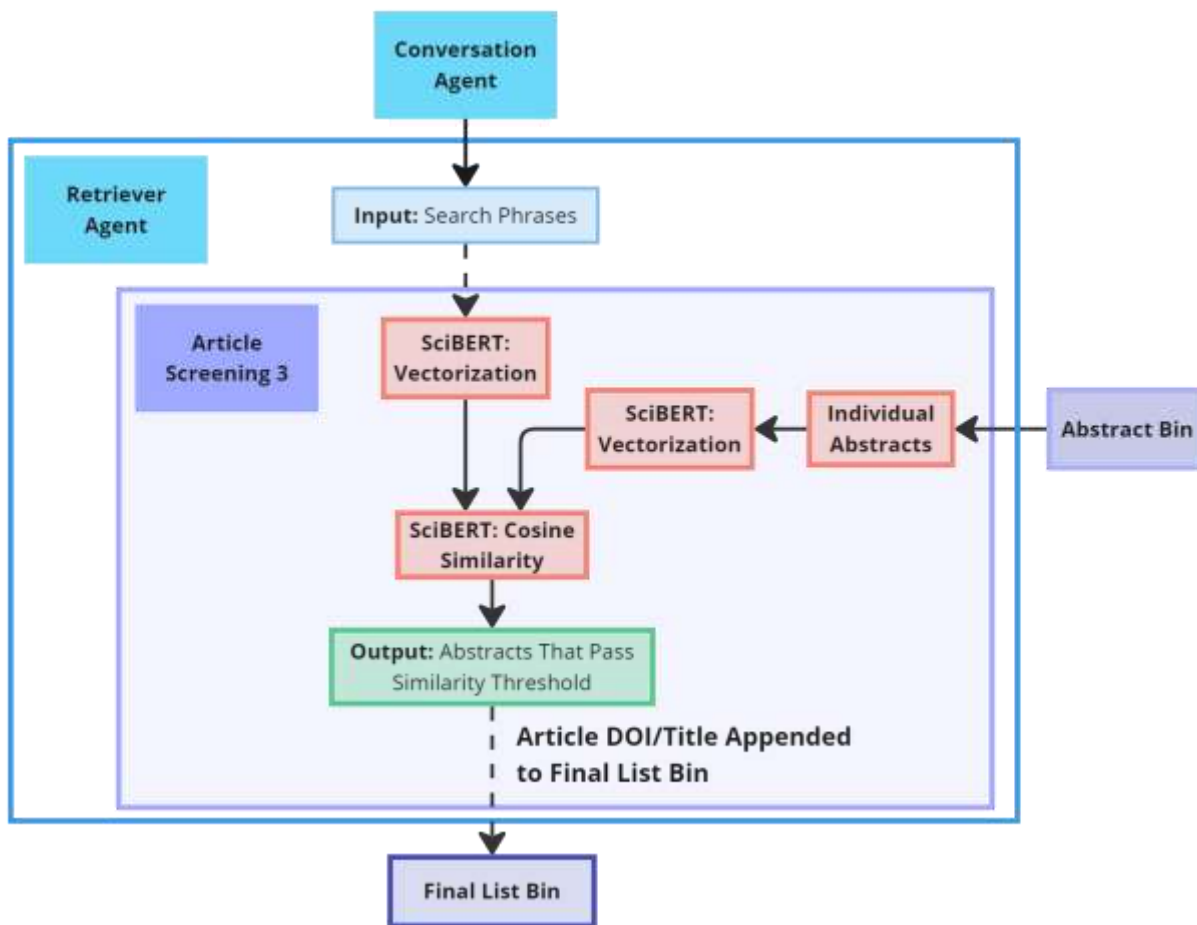 Conversation
Agent
Retriever
Agent
Input: Search Phrases
Article
Screening 3
SciBERT:
Vectorization
SciBERT:
Vectorization
Individual
Abstracts
Abstract Bin
SciBERT: Cosine
Similarity
Output: Abstracts That Pass
Similarity Threshold
Article DOI/Title Appended
to Final List Bin
Final List Bin